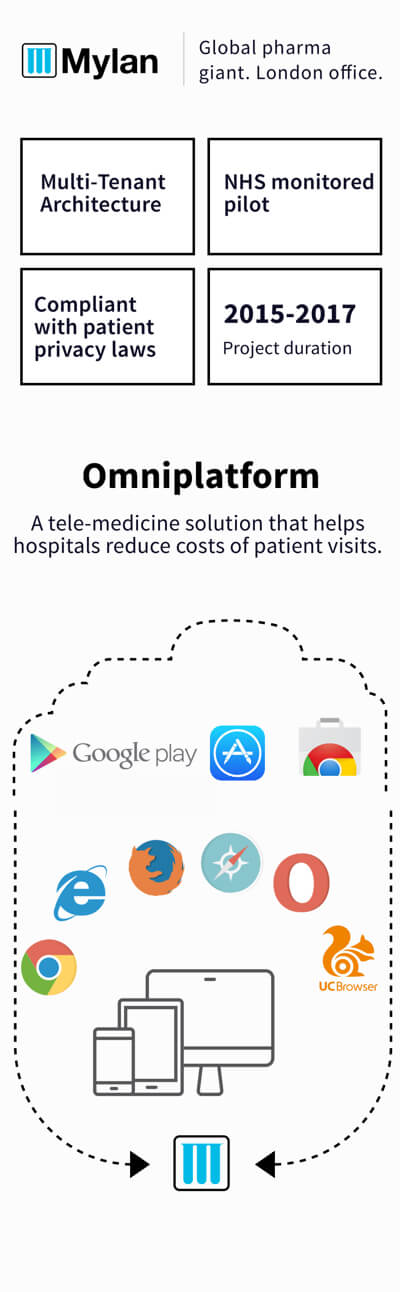 Mylan
Global pharma
giant. London office.
Multi-Tenant
Architecture
NHS monitored
pilot
Compliant
with patient
privacy laws
2015-2017
Project duration
Omniplatform
A tele-medicine solution that helps
hospitals reduce costs of patient visits.
Google play
UCBrowser